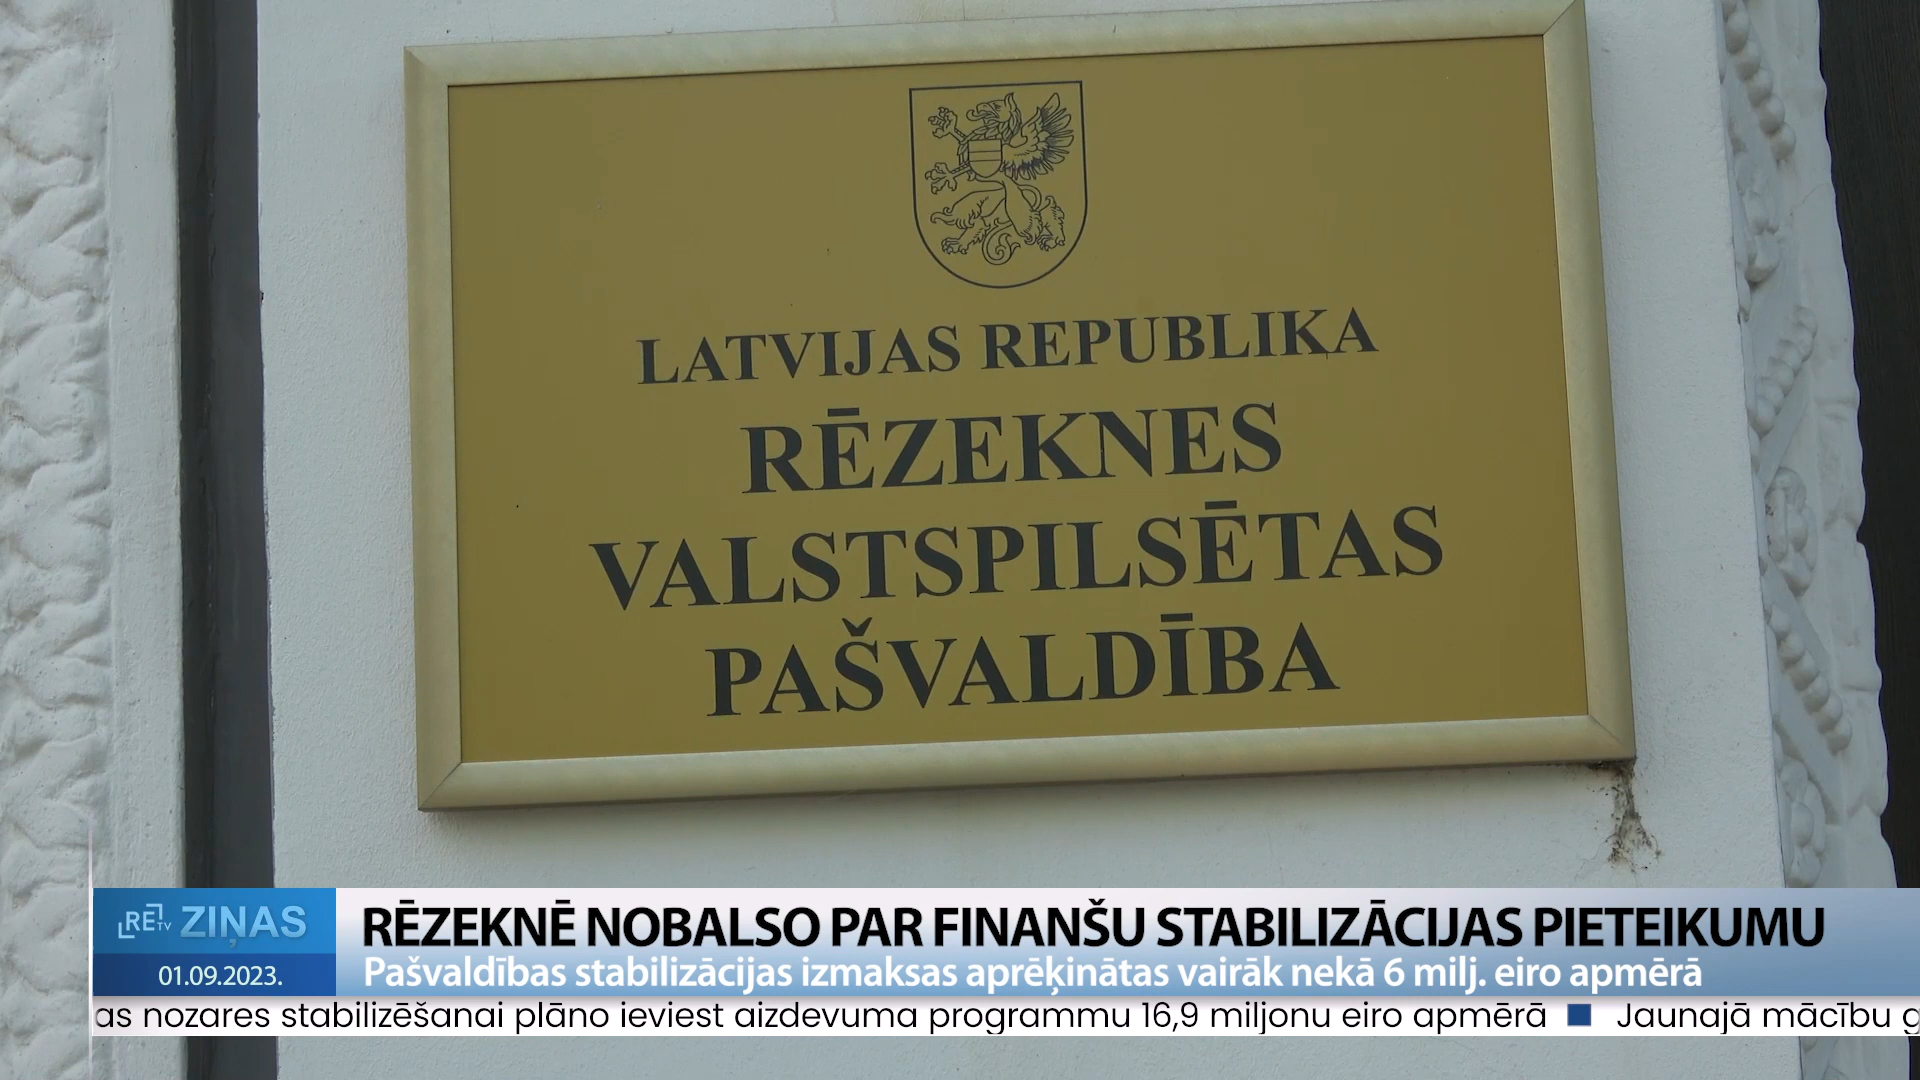 LATVIJAS REPUBLIKA
RĒZEKNES
VALSTSPILSĒTAS
PAŠVALDĪBA
RĒTV ZIŅAS
RĒZEKNĒ NOBALSO PAR FINANŠU STABILIZĀCIJAS PIETEIKUMU
01.09.2023.
Pašvaldības stabilizācijas izmaksas aprēķinātas vairāk nekā 6 milj. eiro apmērā
as nozares stabilizēšanai plāno ieviest aizdevuma programmu 16,9 miljonu eiro apmērā ■ Jaunajā mācību g